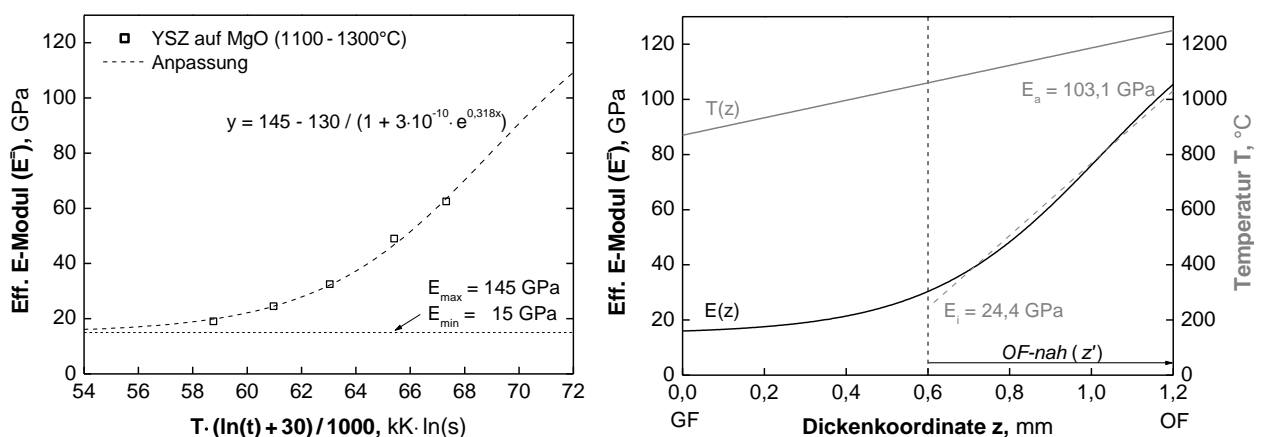 120
100
80
60
40
20
0
Eff. E-Modul (E⁼), GPa
YSZ auf MgO (1100 - 1300°C)
Anpassung
y = 145 - 130 / (1 + 3·10⁻¹⁰· e^0,318x)
E_max = 145 GPa
E_min = 15 GPa
54 56 58 60 62 64 66 68 70 72
T· (ln(t) + 30) / 1000, kK· ln(s)
120
100
80
60
40
20
0
Eff. E-Modul (E⁼), GPa
T(z)
E_a = 103,1 GPa
E(z)
E_i = 24,4 GPa
OF-nah ( z′)
1200
1000
800
600
400
200
0
Temperatur T, °C
0,0 0,2 0,4 0,6 0,8 1,0 1,2
GF Dickenkoordinate z, mm OF